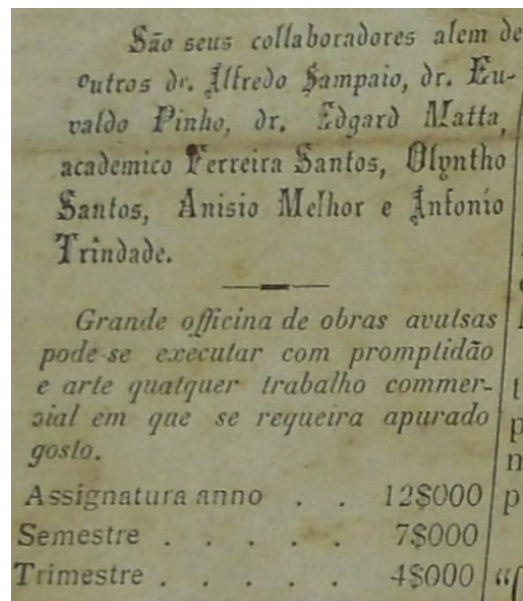 São seus collaboradores alem de
outros dr. Alfredo Sampaio, dr. Eu-
valdo Pinho, dr. Edgard Matta,
academico Ferreira Santos, Olyntho
Santos, Anisio Melhor e Antonio
Trindade.
Grande officina de obras avulsas
pode-se executar com promptidão
e arte qualquer trabalho commer-
cial em que se requeira apurado
gosto.
Assignatura anno . . 12$000
Semestre . . . . . 7$000
Trimestre . . . . . 4$000